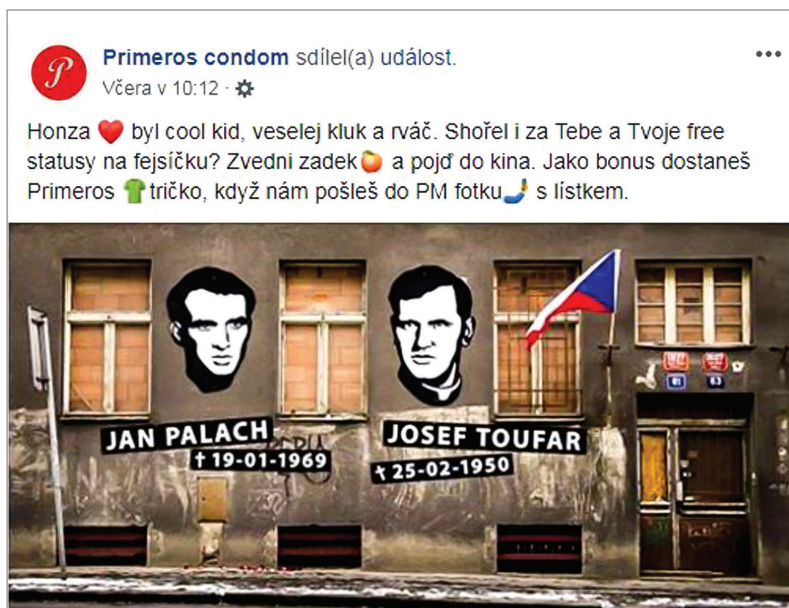 Primeros condom sdílel(a) událost.
Včera v 10:12 ·
Honza ❤️ byl cool kid, veselej kluk a rváč. Shořel i za Tebe a Tvoje free
statusy na fejsíčku? Zvedni zadek🍑 a pojď do kina. Jako bonus dostaneš
Primeros 👕tričko, když nám pošleš do PM fotku🤳 s lístkem.
JAN PALACH
† 19-01-1969
JOSEF TOUFAR
† 25-02-1950
61
63